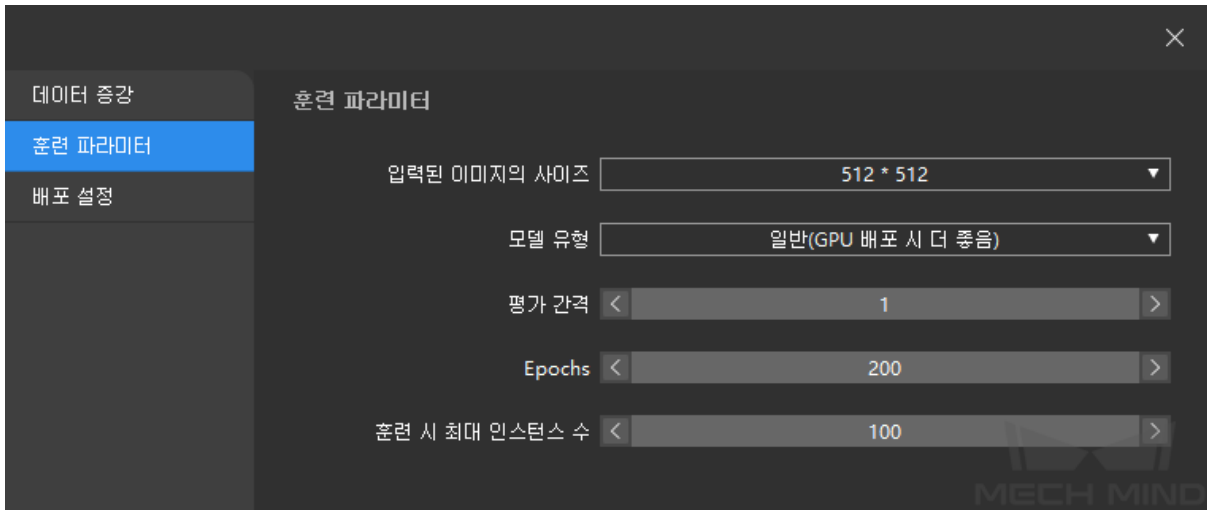 데이터 증강
훈련 파라미터
배포 설정
훈련 파라미터
입력된 이미지의 사이즈 512 * 512
모델 유형 일반(GPU 배포 시 더 좋음)
평가 간격 1
Epochs 200
훈련 시 최대 인스턴스 수 100
MECH MIND